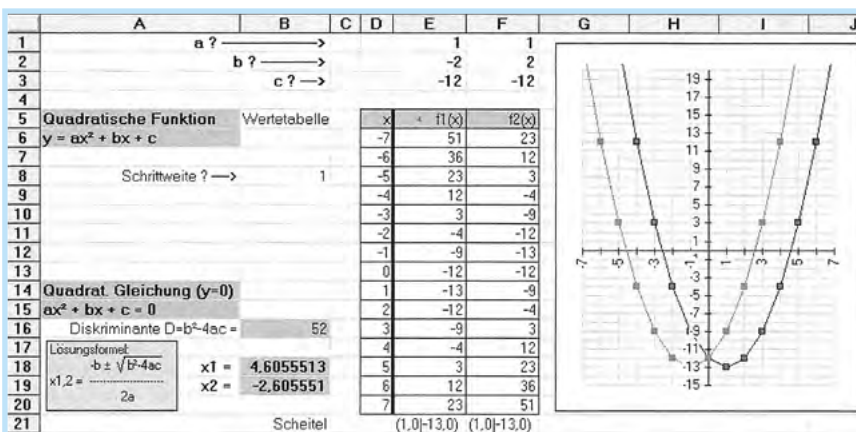 A B C D E F G H I J
1 a ? ———> 1 1
2 b ? ———> -2 2
3 c ? —> -12 -12
4
5 Quadratische Funktion Wertetabelle x f1(x) f2(x)
6 y = ax² + bx + c -7 51 23
7 -6 36 12
8 Schrittweite ? —> 1 -5 23 3
9 -4 12 -4
10 -3 3 -9
11 -2 -4 -12
12 -1 -9 -13
13 0 -12 -12
14 Quadrat. Gleichung (y=0) 1 -13 -9
15 ax² + bx + c = 0 2 -12 -4
16 Diskriminante D=b²-4ac = 52 3 -9 3
17 Lösungsformel: 4 -4 12
18 x1,2 = -b ± √b²-4ac x1 = 4,6055513 5 3 23
19 2a x2 = -2,605551 6 12 36
20 7 23 51
21 Scheitel (1,0|-13,0) (1,0|-13,0)
19
17
15
13
11
9
7
5
3
1
-7 -5 -3 -1 1 3 5 7
-3
-5
-7
-9
-11
-13
-15